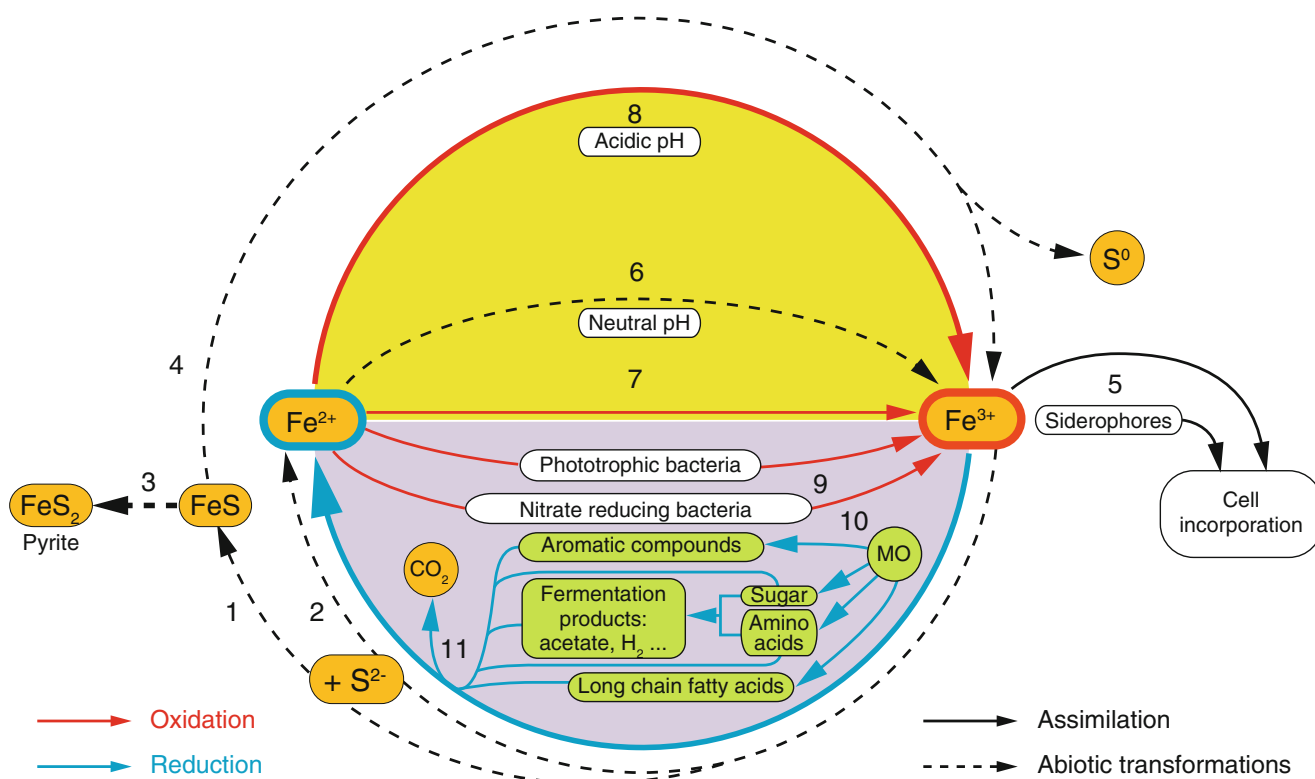 8
Acidic pH
S⁰
6
Neutral pH
4
7
5
Fe²⁺
Fe³⁺
Siderophores
Phototrophic bacteria
9
3
FeS₂
FeS
Nitrate reducing bacteria
Cell
incorporation
Pyrite
10
Aromatic compounds
MO
CO₂
Fermentation
products:
acetate, H₂ ...
Sugar
Amino
acids
1
2
11
+ S²⁻
Long chain fatty acids
Oxidation
Assimilation
Reduction
Abiotic transformations